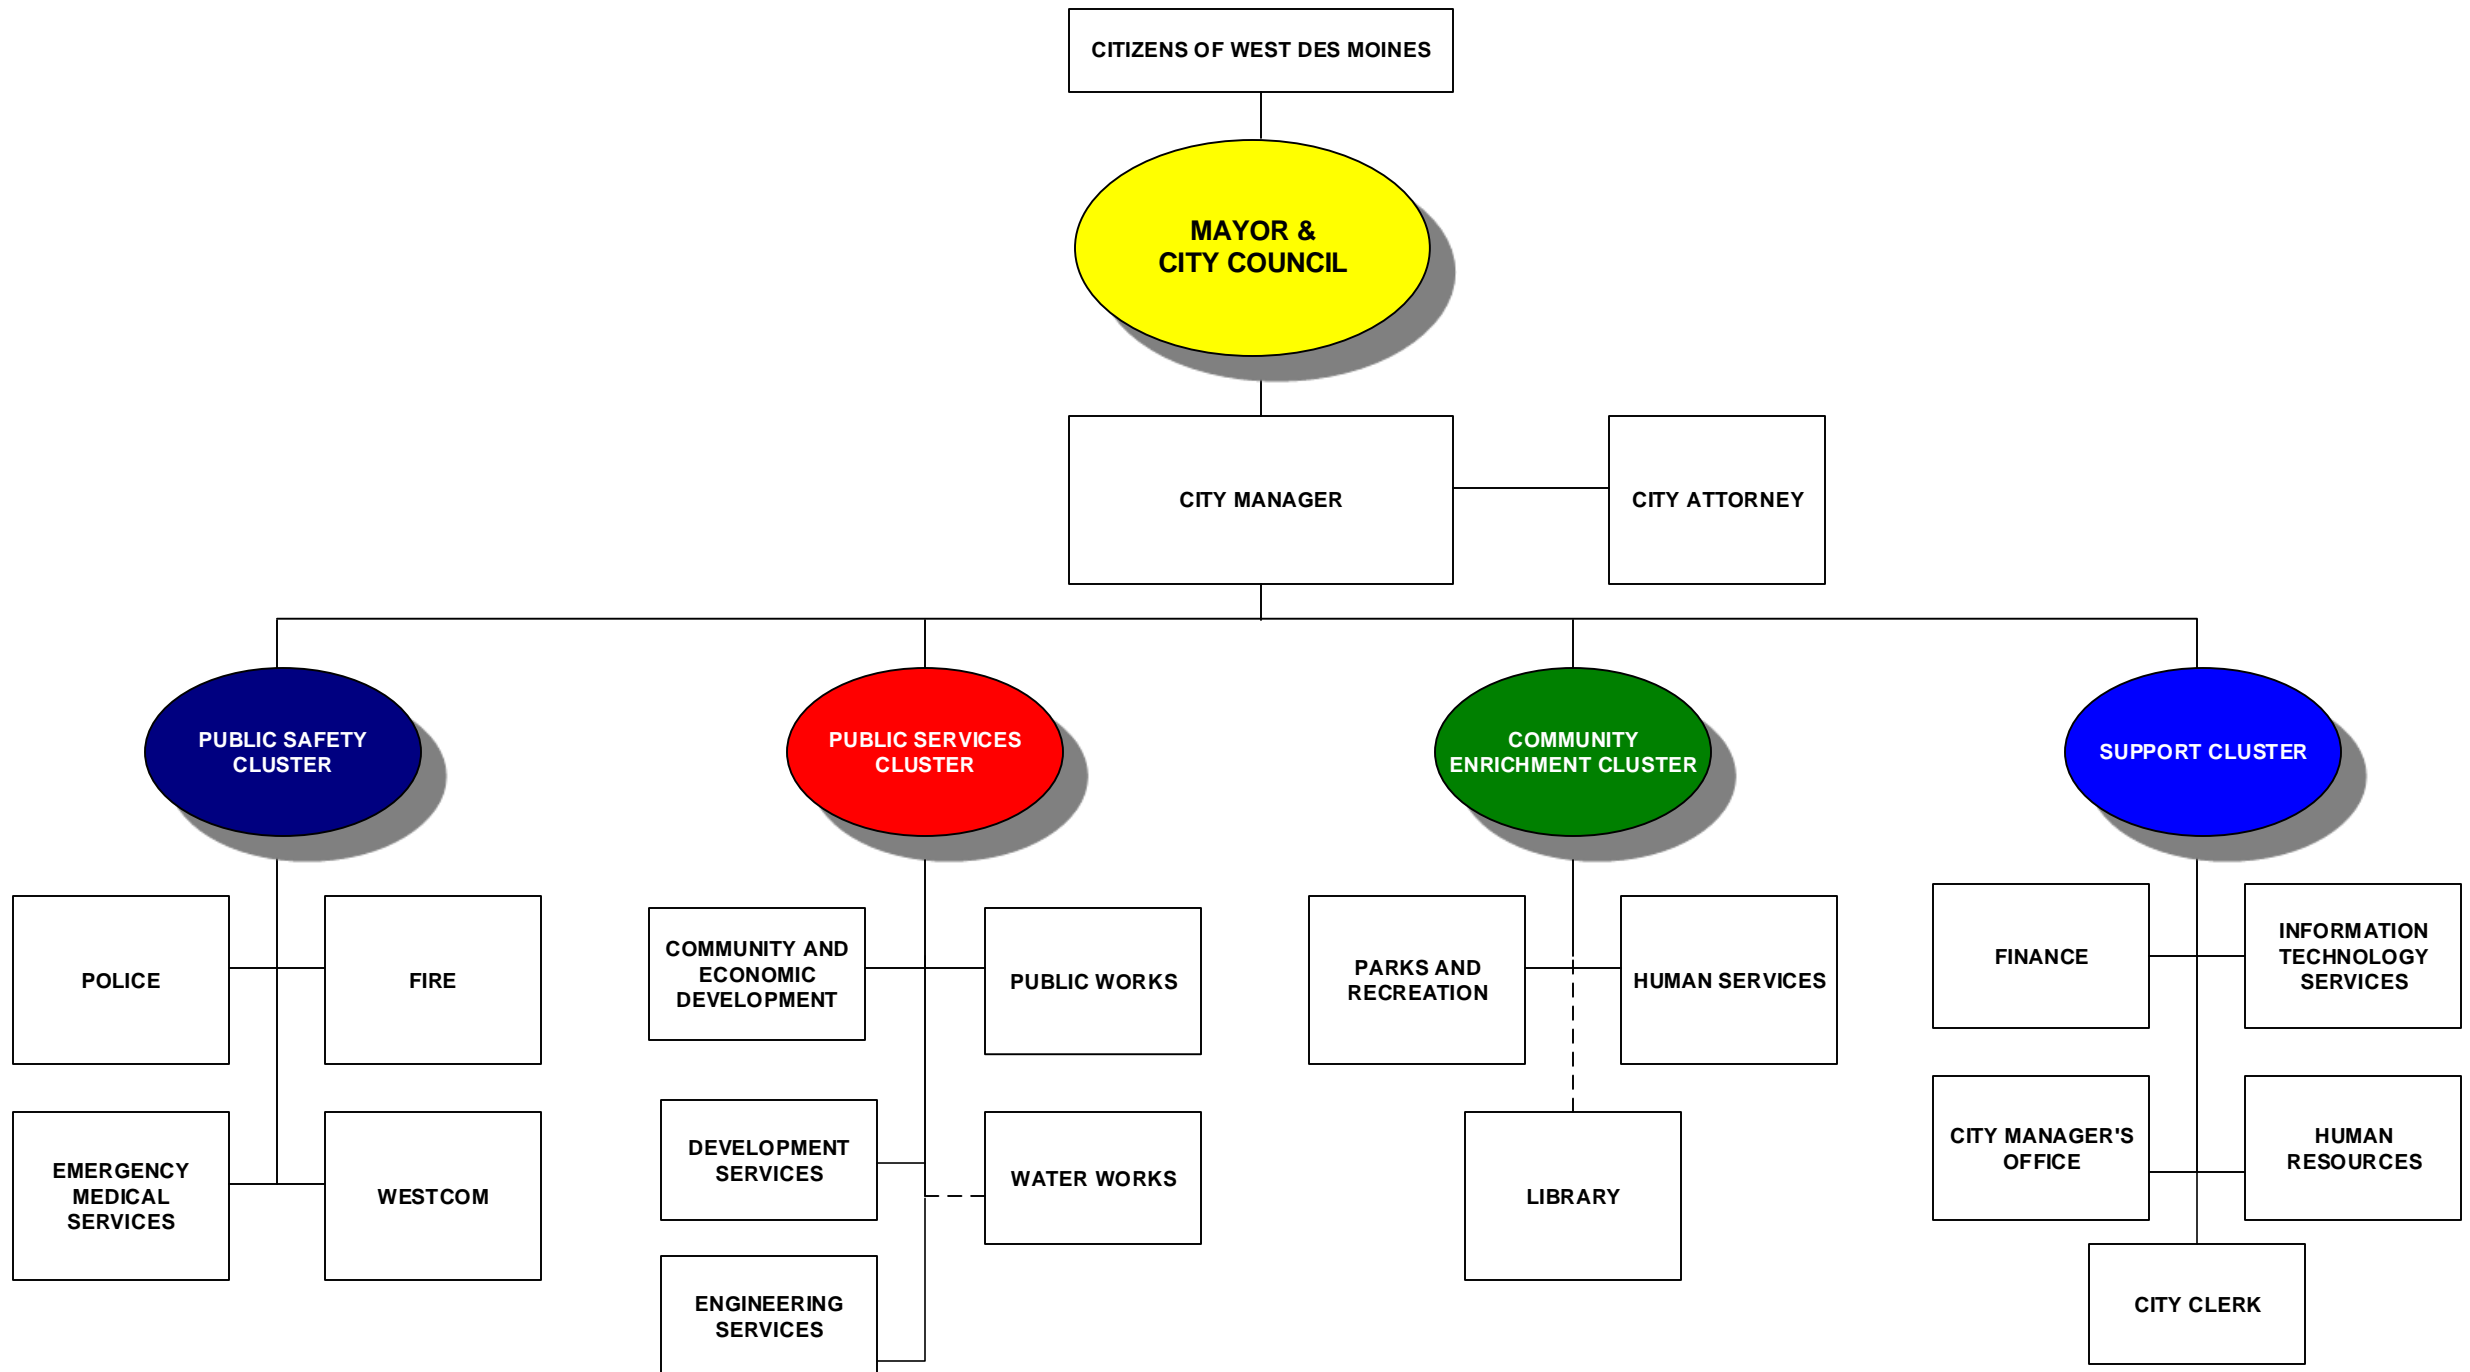 CITIZENS OF WEST DES MOINES
MAYOR &
CITY COUNCIL
CITY MANAGER
CITY ATTORNEY
PUBLIC SAFETY
CLUSTER
PUBLIC SERVICES
CLUSTER
COMMUNITY
ENRICHMENT CLUSTER
SUPPORT CLUSTER
POLICE
FIRE
EMERGENCY
MEDICAL
SERVICES
WESTCOM
COMMUNITY AND
ECONOMIC
DEVELOPMENT
PUBLIC WORKS
DEVELOPMENT
SERVICES
WATER WORKS
ENGINEERING
SERVICES
PARKS AND
RECREATION
HUMAN SERVICES
LIBRARY
FINANCE
INFORMATION
TECHNOLOGY
SERVICES
CITY MANAGER'S
OFFICE
HUMAN
RESOURCES
CITY CLERK